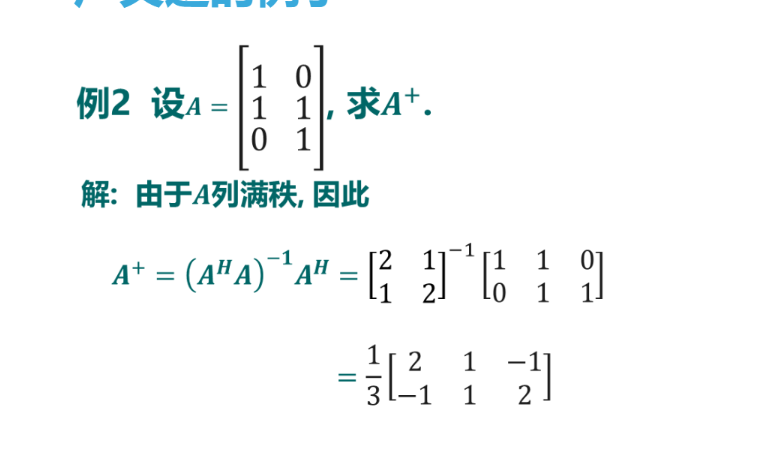 例2 设A = [1 0; 1 1; 0 1], 求A⁺.
解: 由于A列满秩, 因此
A⁺ = (AᴴA)⁻¹Aᴴ = [2 1; 1 2]⁻¹ [1 1 0; 0 1 1]
= 1/3 [2 1 −1; −1 1 2]